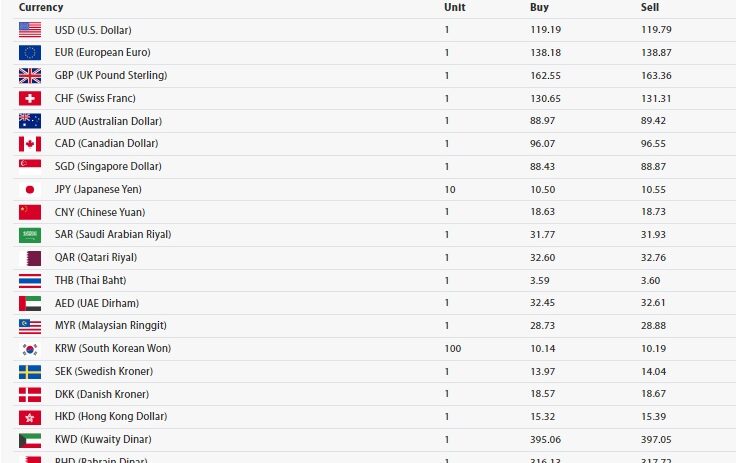 Currency Unit Buy Sell
USD (U.S. Dollar) 1 119.19 119.79
EUR (European Euro) 1 138.18 138.87
GBP (UK Pound Sterling) 1 162.55 163.36
CHF (Swiss Franc) 1 130.65 131.31
AUD (Australian Dollar) 1 88.97 89.42
CAD (Canadian Dollar) 1 96.07 96.55
SGD (Singapore Dollar) 1 88.43 88.87
JPY (Japanese Yen) 10 10.50 10.55
CNY (Chinese Yuan) 1 18.63 18.73
SAR (Saudi Arabian Riyal) 1 31.77 31.93
QAR (Qatari Riyal) 1 32.60 32.76
THB (Thai Baht) 1 3.59 3.60
AED (UAE Dirham) 1 32.45 32.61
MYR (Malaysian Ringgit) 1 28.73 28.88
KRW (South Korean Won) 100 10.14 10.19
SEK (Swedish Kroner) 1 13.97 14.04
DKK (Danish Kroner) 1 18.57 18.67
HKD (Hong Kong Dollar) 1 15.32 15.39
KWD (Kuwaity Dinar) 1 395.06 397.05
BHD (Bahrain Dinar) 1 316.13 317.72